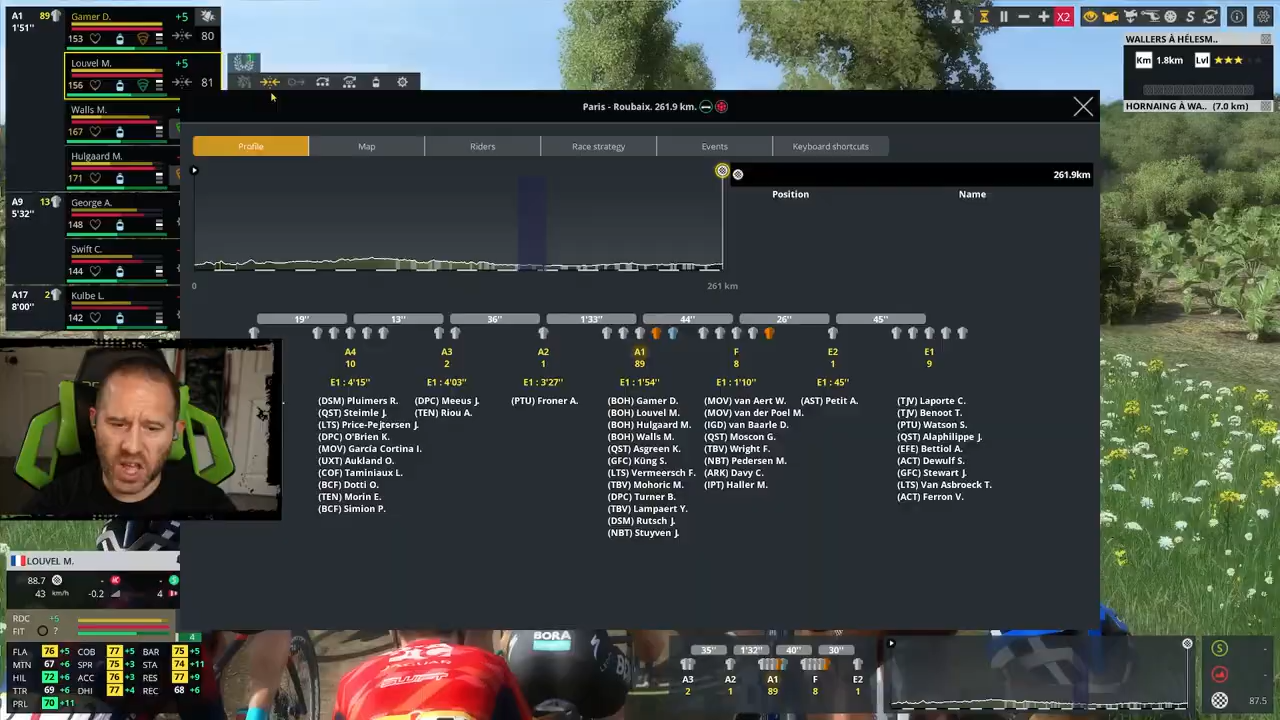 A1 89
1'51"
Gamer D. +5
153 80
Louvel M. +5
156 81
Walls M.
167
Hulgaard M.
171
A9 13
5'32"
George A.
148
Swift C.
144
A17 2
8'00"
Kulbe L.
142
X2
WALLERS À HÉLESM..
Km 1.8km Lvl
HORNAING À WA.. (7.0 km)
Paris - Roubaix. 261.9 km.
Profile Map Riders Race strategy Events Keyboard shortcuts
261.9km
Position Name
0 261 km
19'' 13'' 36'' 1'33'' 44'' 26'' 45''
A4 A3 A2 A1 F E2 E1
10 2 1 89 8 1 9
E1 : 4'15'' E1 : 4'03'' E1 : 3'27'' E1 : 1'54'' E1 : 1'10'' E1 : 45''
(DSM) Pluimers R.
(QST) Steimle J.
(LTS) Price-Pejtersen J.
(DPC) O'Brien K.
(MOV) García Cortina I.
(UXT) Aukland O.
(COF) Taminiaux L.
(BCF) Dotti O.
(TEN) Morin E.
(BCF) Simion P.
(DPC) Meeus J.
(TEN) Riou A.
(PTU) Froner A.
(BOH) Gamer D.
(BOH) Louvel M.
(BOH) Hulgaard M.
(BOH) Walls M.
(QST) Asgreen K.
(GFC) Küng S.
(LTS) Vermeersch F.
(TBV) Mohoric M.
(DPC) Turner B.
(TBV) Lampaert Y.
(DSM) Rutsch J.
(NBT) Stuyven J.
(MOV) van Aert W.
(MOV) van der Poel M.
(IGD) van Baarle D.
(QST) Moscon G.
(TBV) Wright F.
(NBT) Pedersen M.
(ARK) Davy C.
(IPT) Haller M.
(AST) Petit A.
(TJV) Laporte C.
(TJV) Benoot T.
(PTU) Watson S.
(QST) Alaphilippe J.
(EFE) Bettiol A.
(ACT) Dewulf S.
(GFC) Stewart J.
(LTS) Van Asbroeck T.
(ACT) Ferron V.
LOUVEL M.
88.7 - - S
43 km/h -0.2 4
RDC +5
FIT ?
4
FLA 76 +5 COB 77 +5 BAR 75 +5
MTN 67 +6 SPR 75 +3 STA 74 +11
HIL 72 +6 ACC 76 +3 RES 77 +9
TTR 69 +6 DHI 77 +4 REC 68 +6
PRL 70 +11
BORA
JAGUAR
35'' 1'32'' 40'' 30''
A3 A2 A1 F E2
2 1 89 8 1
S -
-
87.5